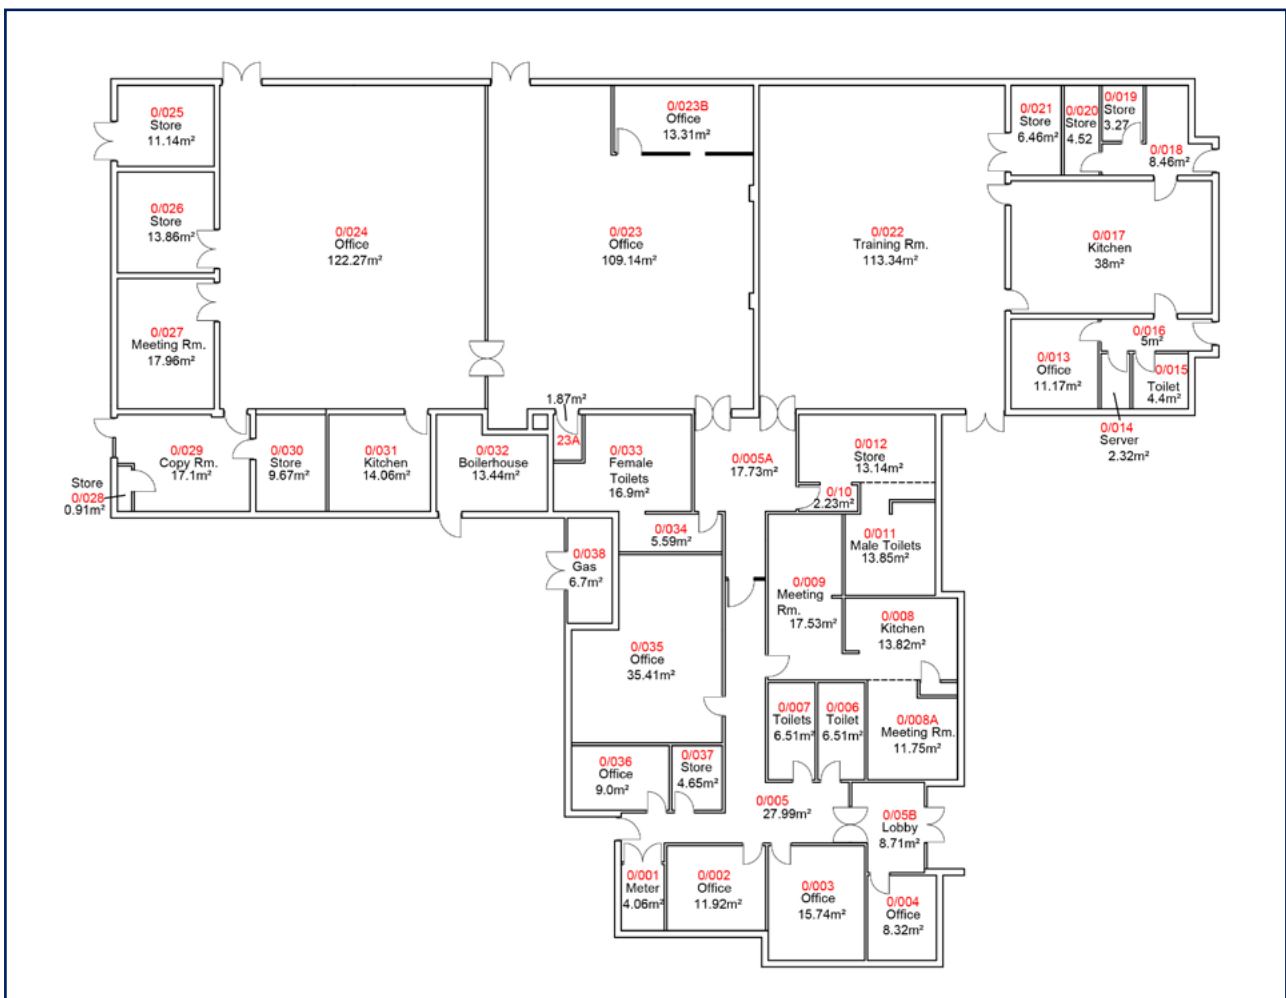 0/025
Store
11.14m²
0/026
Store
13.86m²
0/027
Meeting Rm.
17.96m²
0/024
Office
122.27m²
0/023B
Office
13.31m²
0/023
Office
109.14m²
0/022
Training Rm.
113.34m²
0/021
Store
6.46m²
0/020
Store
4.52
0/019
Store
3.27
0/018
8.46m²
0/017
Kitchen
38m²
0/016
5m²
0/013
Office
11.17m²
0/015
Toilet
4.4m²
0/014
Server
2.32m²
0/029
Copy Rm.
17.1m²
Store
0/028
0.91m²
0/030
Store
9.67m²
0/031
Kitchen
14.06m²
0/032
Boilerhouse
13.44m²
1.87m²
23A
0/033
Female
Toilets
16.9m²
0/005A
17.73m²
0/012
Store
13.14m²
0/10
2.23m²
0/034
5.59m²
0/038
Gas
6.7m²
0/011
Male Toilets
13.85m²
0/009
Meeting
Rm.
17.53m²
0/008
Kitchen
13.82m²
0/035
Office
35.41m²
0/007
Toilets
6.51m²
0/006
Toilet
6.51m²
0/008A
Meeting Rm.
11.75m²
0/036
Office
9.0m²
0/037
Store
4.65m²
0/005
27.99m²
0/05B
Lobby
8.71m²
0/001
Meter
4.06m²
0/002
Office
11.92m²
0/003
Office
15.74m²
0/004
Office
8.32m²